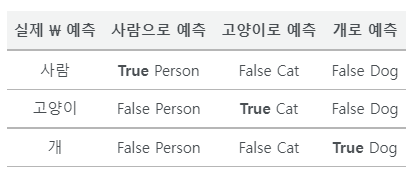 실제 ₩ 예측 사람으로 예측 고양이로 예측 개로 예측
사람 True Person False Cat False Dog
고양이 False Person True Cat False Dog
개 False Person False Cat True Dog